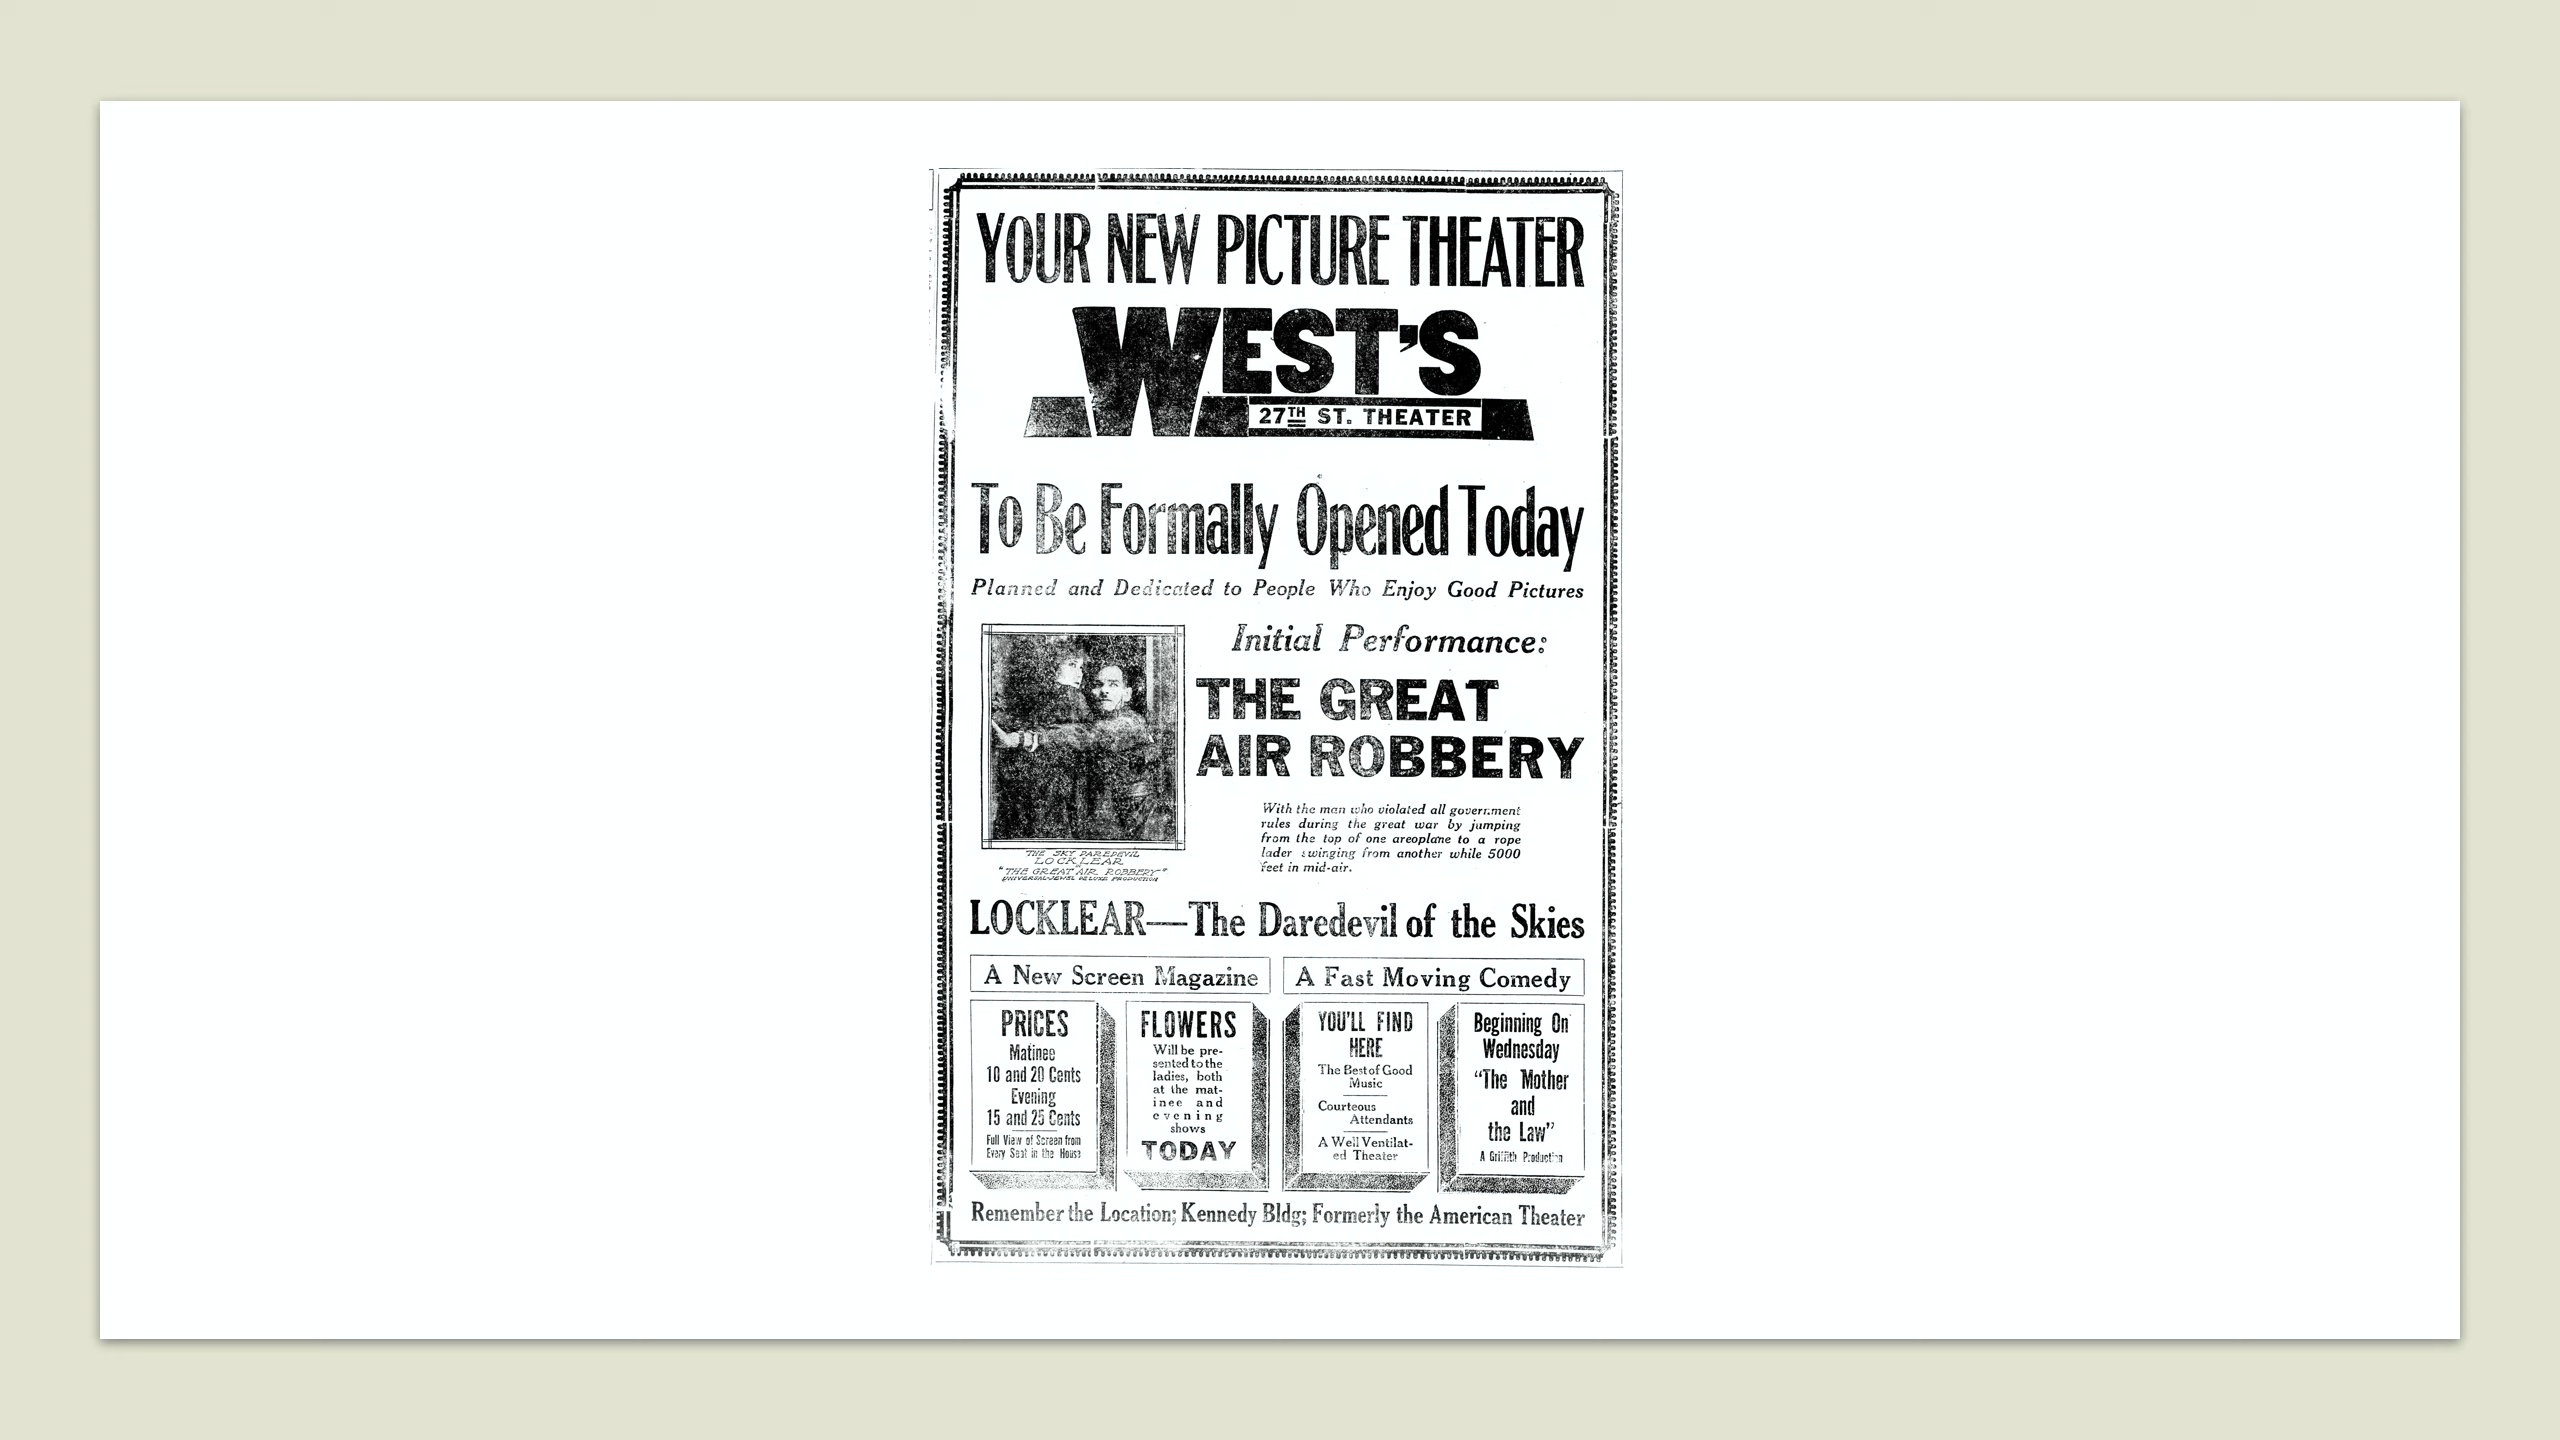 YOUR NEW PICTURE THEATER
WEST'S
27TH ST. THEATER
To Be Formally Opened Today
Planned and Dedicated to People Who Enjoy Good Pictures
Initial Performance:
THE GREAT
AIR ROBBERY
With the man who violated all government
rules during the great war by jumping
from the top of one areoplane to a rope
lader swinging from another while 5000
feet in mid-air.
THE SKY DAREDEVIL
LOCKLEAR
"THE GREAT AIR ROBBERY"
UNIVERSAL-JEWEL DE LUXE PRODUCTION
LOCKLEAR—The Daredevil of the Skies
A New Screen Magazine
A Fast Moving Comedy
PRICES
Matinee
10 and 20 Cents
Evening
15 and 25 Cents
Full View of Screen from
Every Seat in the House
FLOWERS
Will be pre-
sented to the
ladies, both
at the mat-
inee and
evening
shows
TODAY
YOU'LL FIND
HERE
The Best of Good
Music
Courteous
Attendants
A Well Ventilat-
ed Theater
Beginning On
Wednesday
"The Mother
and
the Law"
A Griffith Production
Remember the Location; Kennedy Bldg; Formerly the American Theater